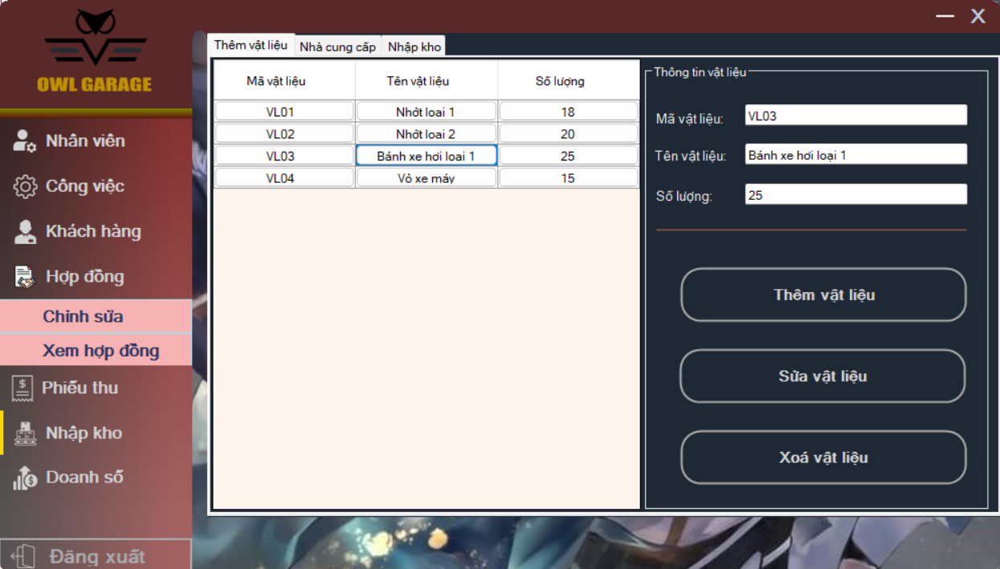 X
OWL GARAGE
Nhân viên
Công việc
Khách hàng
Hợp đồng
Chỉnh sửa
Xem hợp đồng
Phiếu thu
Nhập kho
Doanh số
Đăng xuất
Thêm vật liệu Nhà cung cấp Nhập kho
Mã vật liệu Tên vật liệu Số lượng
VL01 Nhớt loại 1 18
VL02 Nhớt loại 2 20
VL03 Bánh xe hơi loại 1 25
VL04 Vỏ xe máy 15
Thông tin vật liệu
Mã vật liệu: VL03
Tên vật liệu: Bánh xe hơi loại 1
Số lượng: 25
Thêm vật liệu
Sửa vật liệu
Xoá vật liệu